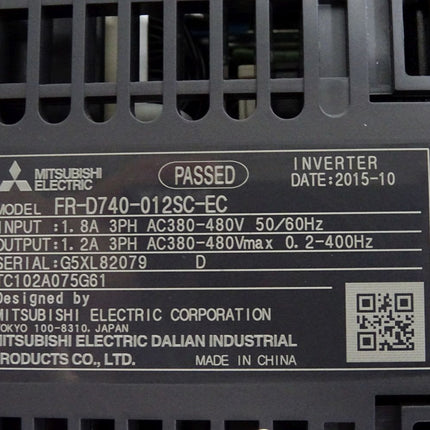 MITSUBISHI ELECTRIC
PASSED
INVERTER
DATE:2015-10
MODEL FR-D740-012SC-EC
INPUT :1.8A 3PH AC380-480V 50/60Hz
OUTPUT:1.2A 3PH AC380-480Vmax 0.2-400Hz
SERIAL:G5XL82079 D
TC102A075G61
Designed by
MITSUBISHI ELECTRIC CORPORATION
TOKYO 100-8310. JAPAN
MITSUBISHI ELECTRIC DALIAN INDUSTRIAL
PRODUCTS CO., LTD. MADE IN CHINA